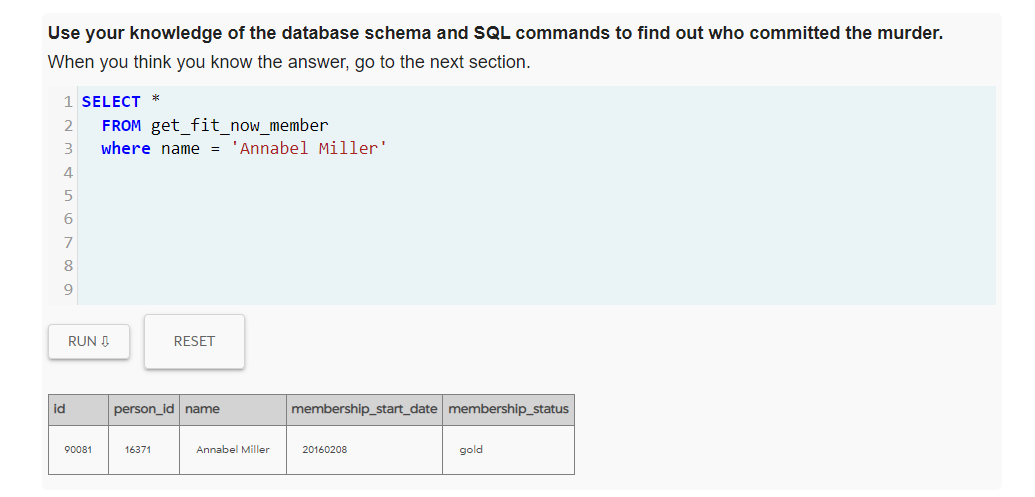 Use your knowledge of the database schema and SQL commands to find out who committed the murder.
When you think you know the answer, go to the next section.
1 SELECT *
2 FROM get_fit_now_member
3 where name = 'Annabel Miller'
4
5
6
7
8
9
RUN ⇩ RESET
id person_id name membership_start_date membership_status
90081 16371 Annabel Miller 20160208 gold